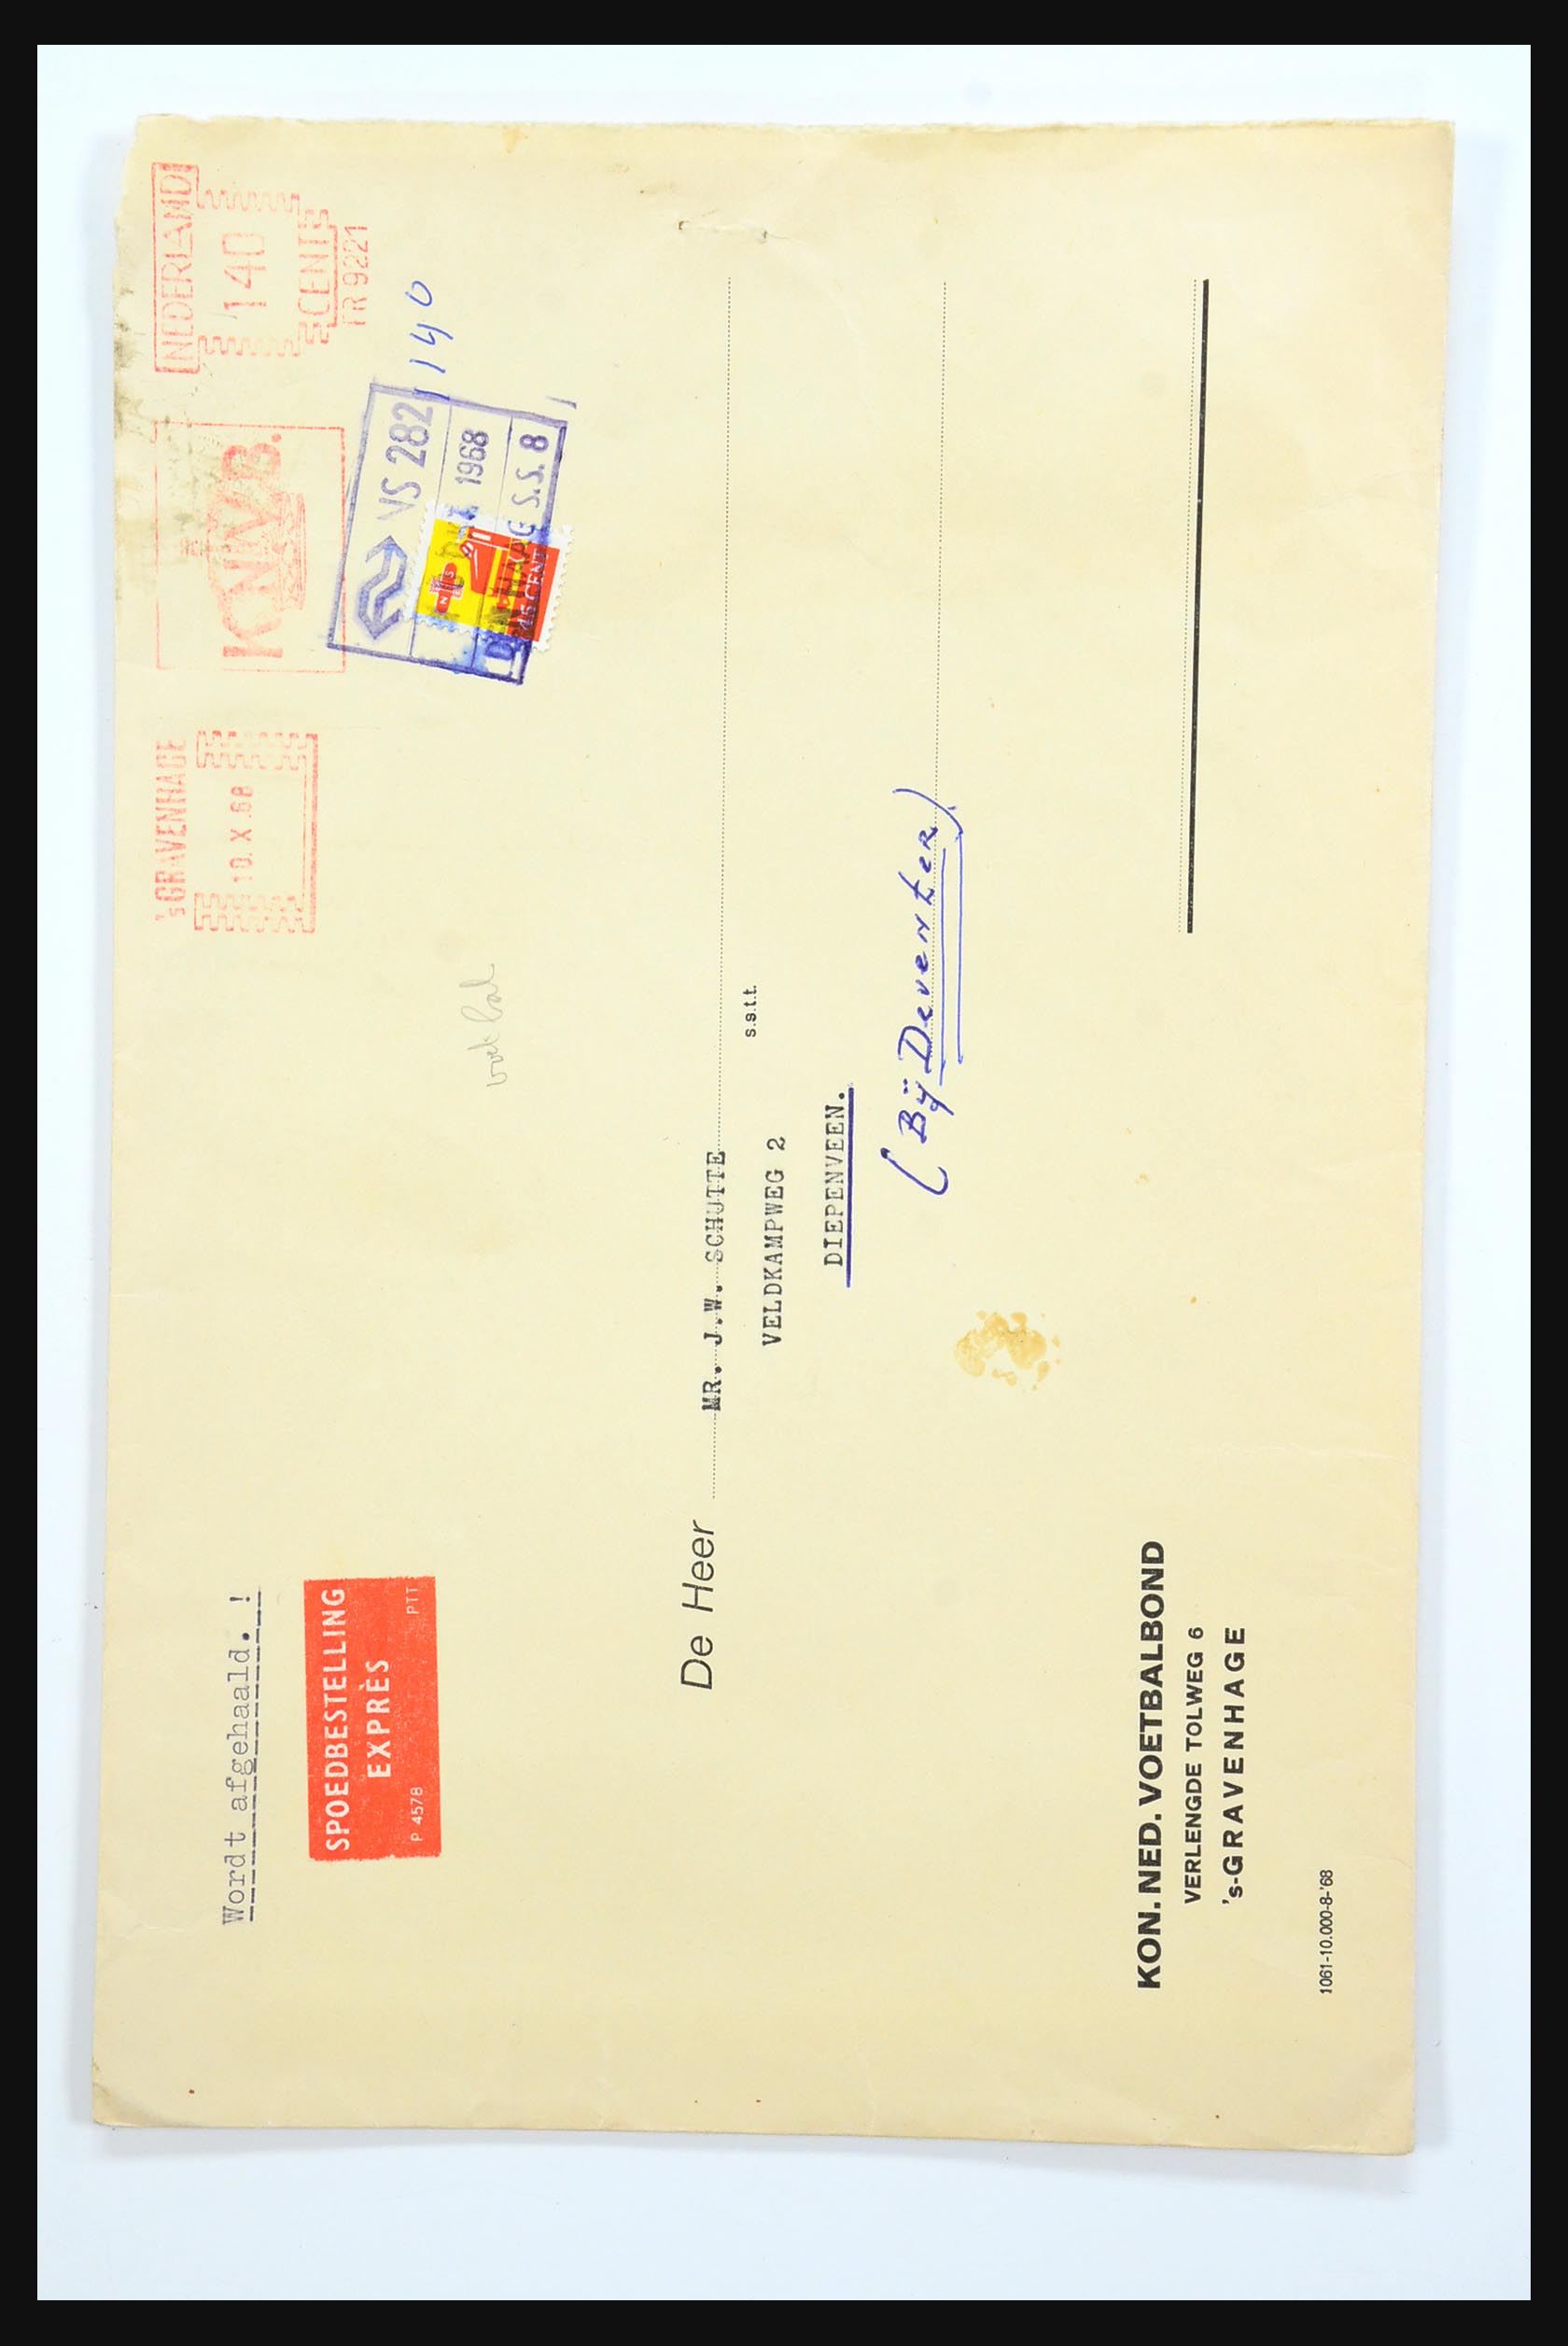 Wordt afgehaald. !
SPOEDBESTELLING
EXPRÈS
P 4578 PTT
's GRAVENHAGE
10.X.68
K.N.V.B.
NEDERLAND
140
CENT
FR 9221
140
VS 282
1968
DEN HAAG S.S. 8
N S
45 CENT
De Heer MR. J.W. SCHUTTE
s.s.t.t.
VELDKAMPWEG 2
DIEPENVEEN.
(Bij Deventer)
KON. NED. VOETBALBOND
VERLENGDE TOLWEG 6
's-GRAVENHAGE
1061-10.000-8-'68